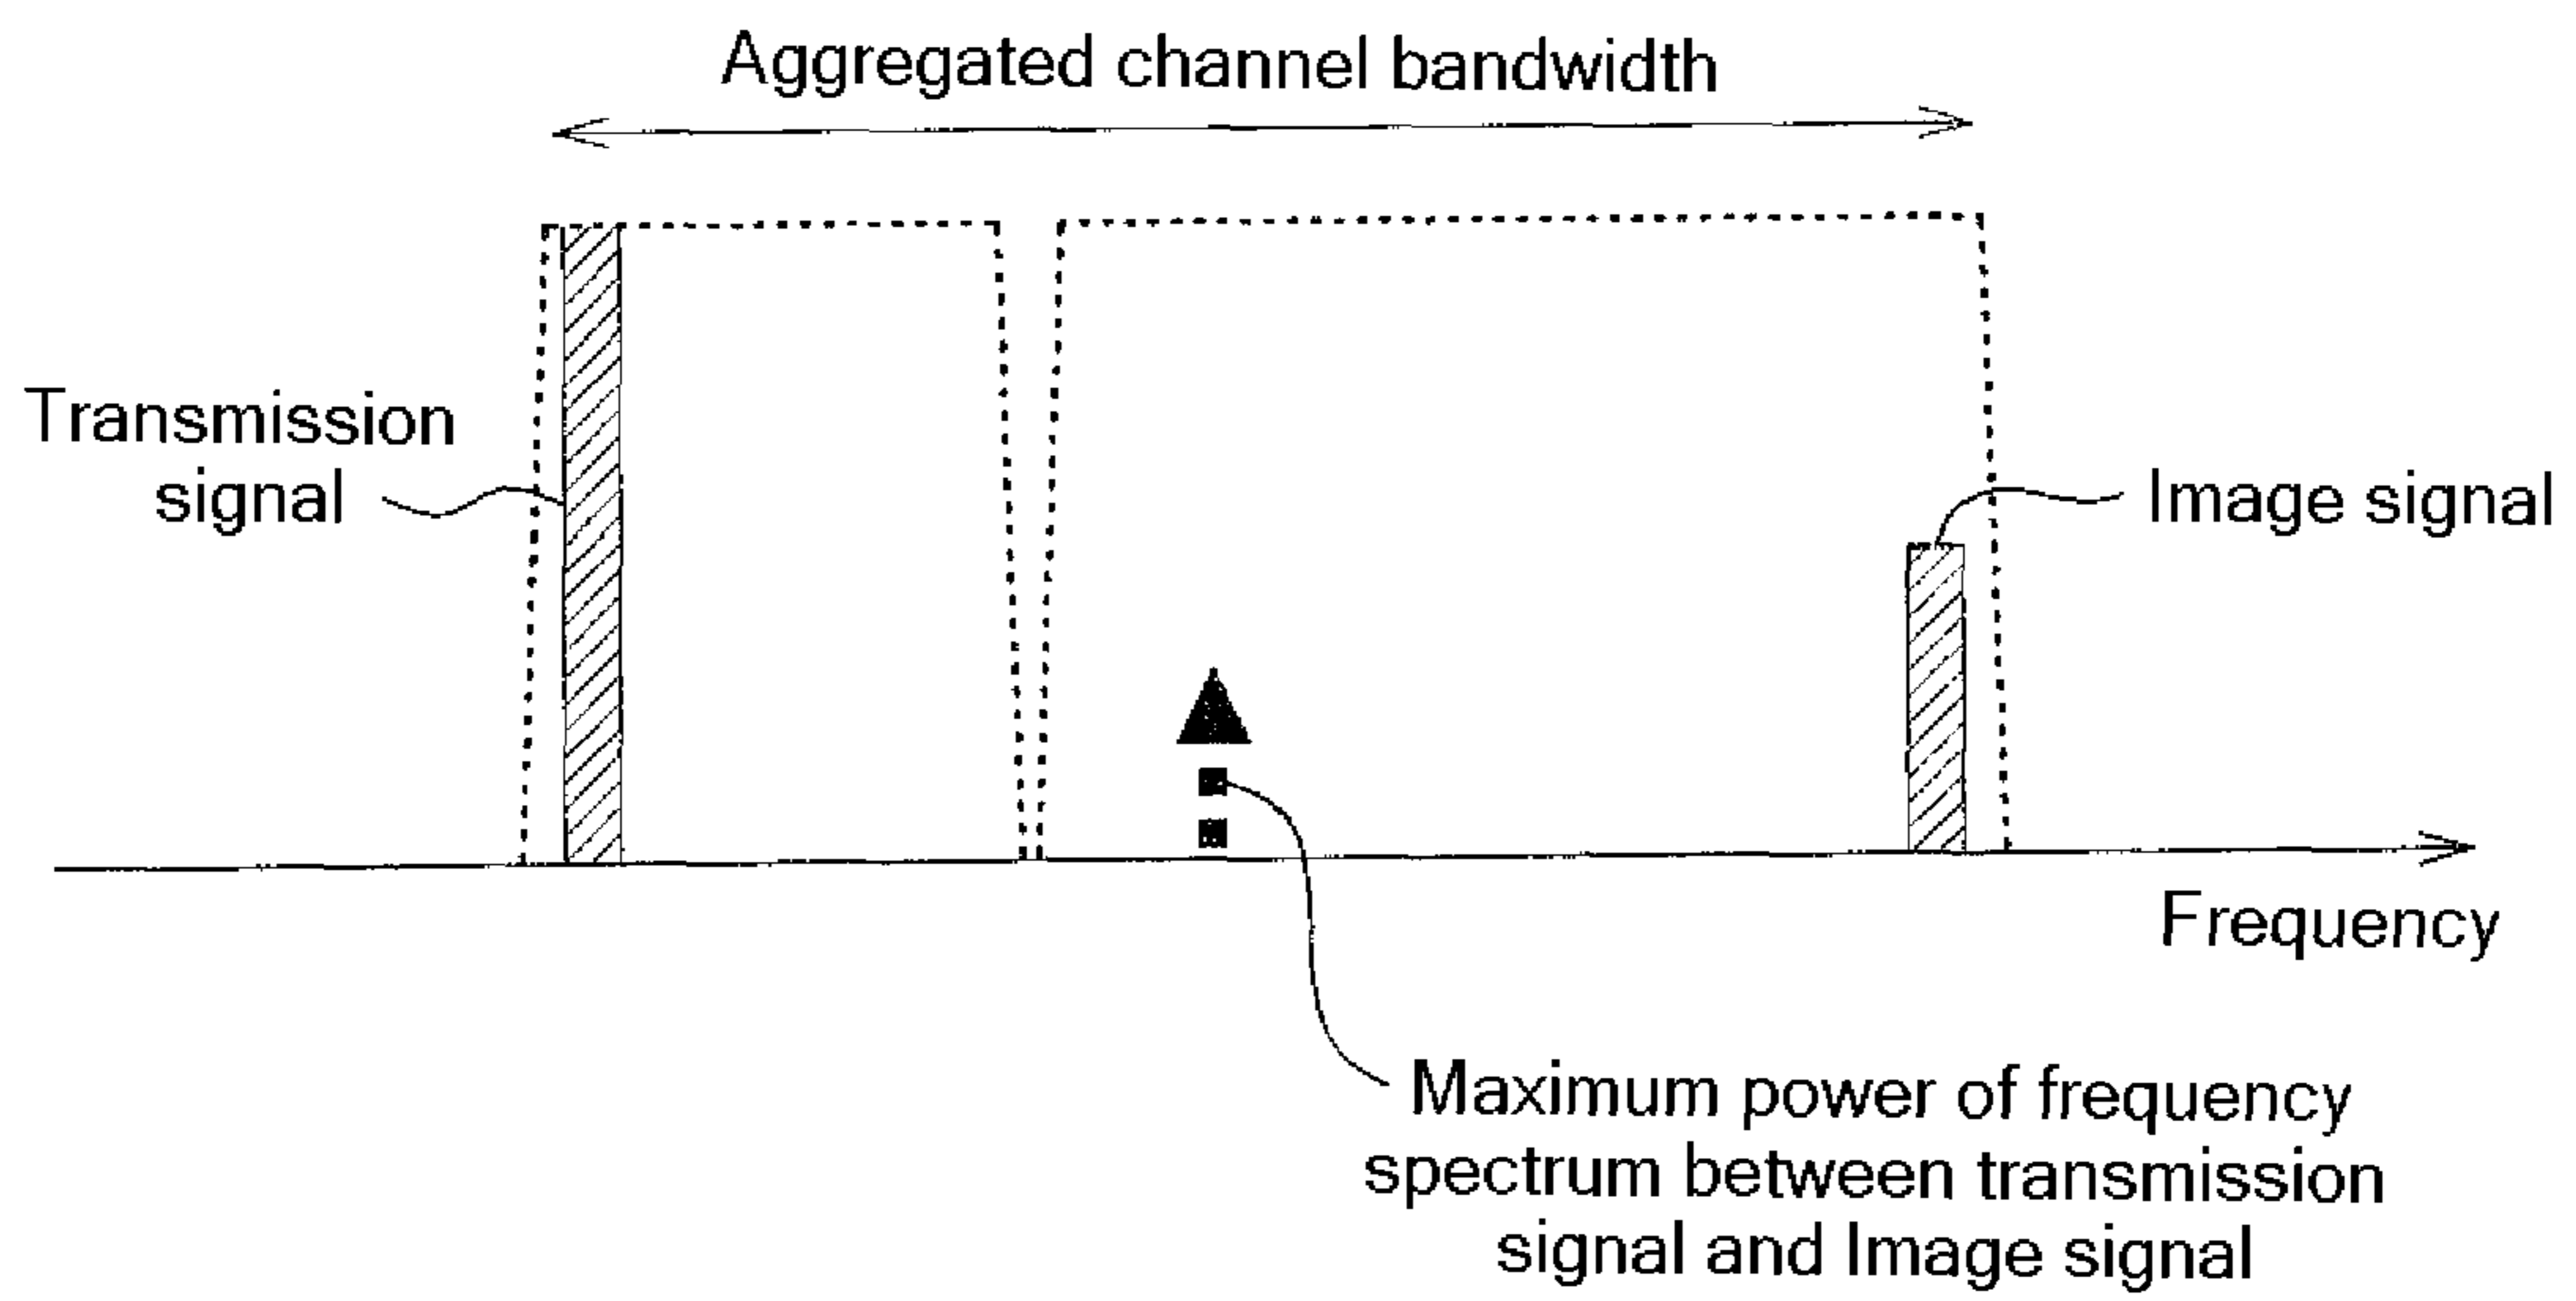 Aggregated channel bandwidth
Transmission
signal
Image signal
Frequency
Maximum power of frequency
spectrum between transmission
signal and Image signal